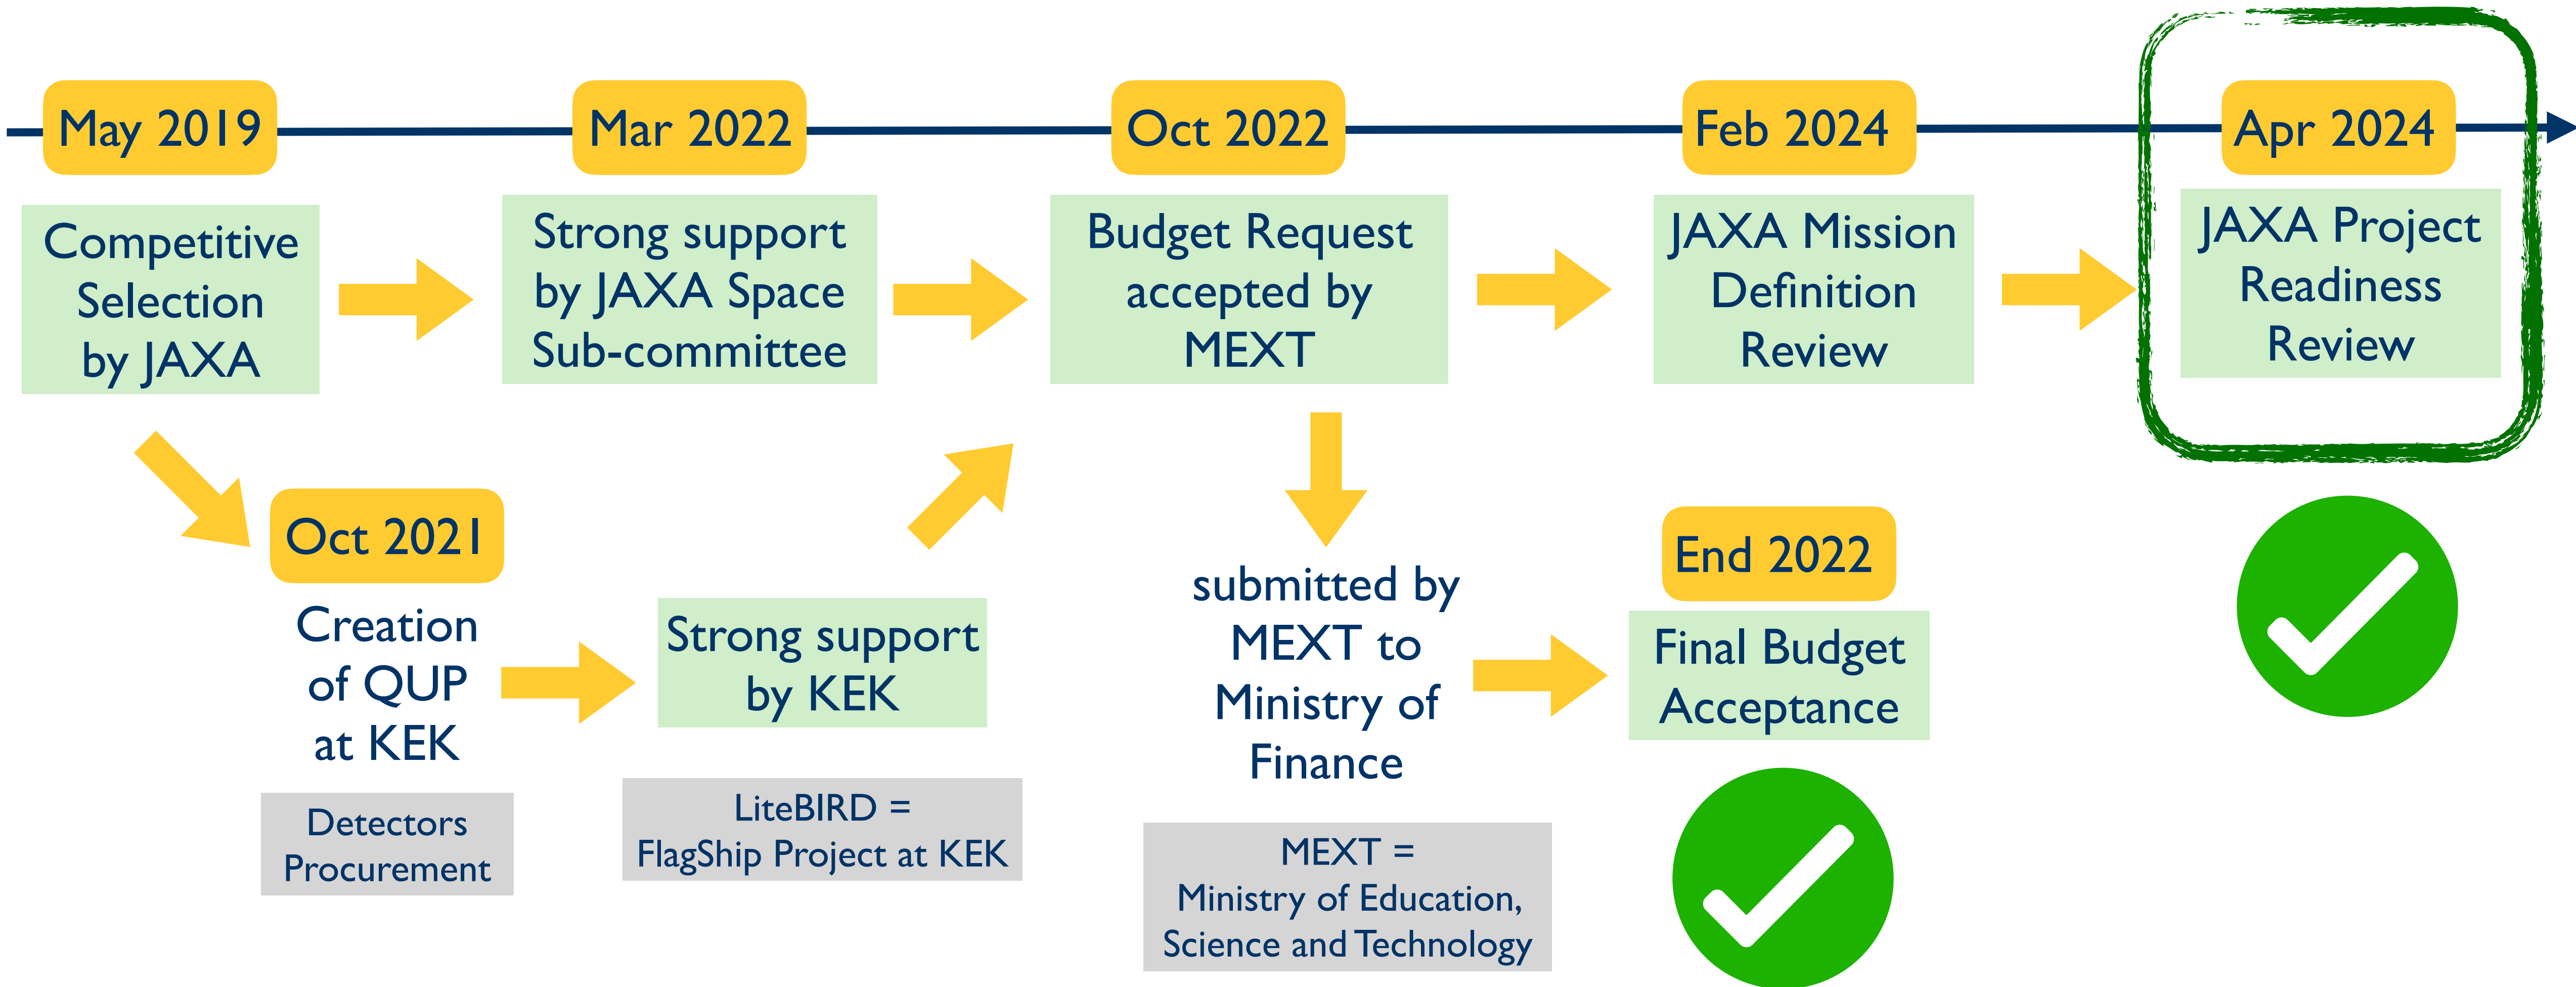 May 2019
Mar 2022
Oct 2022
Feb 2024
Apr 2024
Competitive
Selection
by JAXA
Strong support
by JAXA Space
Sub-committee
Budget Request
accepted by
MEXT
JAXA Mission
Definition
Review
JAXA Project
Readiness
Review
Oct 2021
Creation
of QUP
at KEK
Detectors
Procurement
Strong support
by KEK
LiteBIRD =
FlagShip Project at KEK
submitted by
MEXT to
Ministry of
Finance
MEXT =
Ministry of Education,
Science and Technology
End 2022
Final Budget
Acceptance